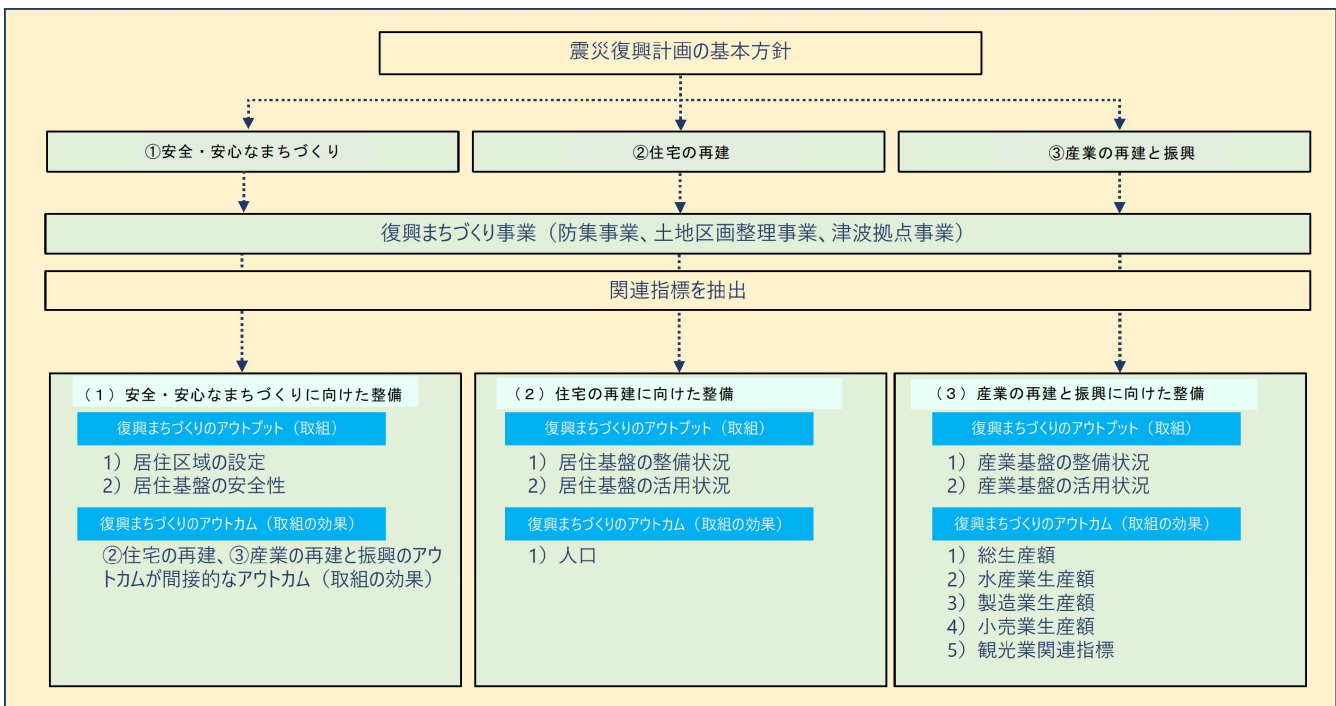 震災復興計画の基本方針
①安全・安心なまちづくり
②住宅の再建
③産業の再建と振興
復興まちづくり事業（防集事業、土地区画整理事業、津波拠点事業）
関連指標を抽出
（１）安全・安心なまちづくりに向けた整備
復興まちづくりのアウトプット（取組）
1）居住区域の設定
2）居住基盤の安全性
復興まちづくりのアウトカム（取組の効果）
②住宅の再建、③産業の再建と振興のアウ
トカムが間接的なアウトカム（取組の効果）
（２）住宅の再建に向けた整備
復興まちづくりのアウトプット（取組）
1）居住基盤の整備状況
2）居住基盤の活用状況
復興まちづくりのアウトカム（取組の効果）
1）人口
（３）産業の再建と振興に向けた整備
復興まちづくりのアウトプット（取組）
1）産業基盤の整備状況
2）産業基盤の活用状況
復興まちづくりのアウトカム（取組の効果）
1）総生産額
2）水産業生産額
3）製造業生産額
4）小売業生産額
5）観光業関連指標